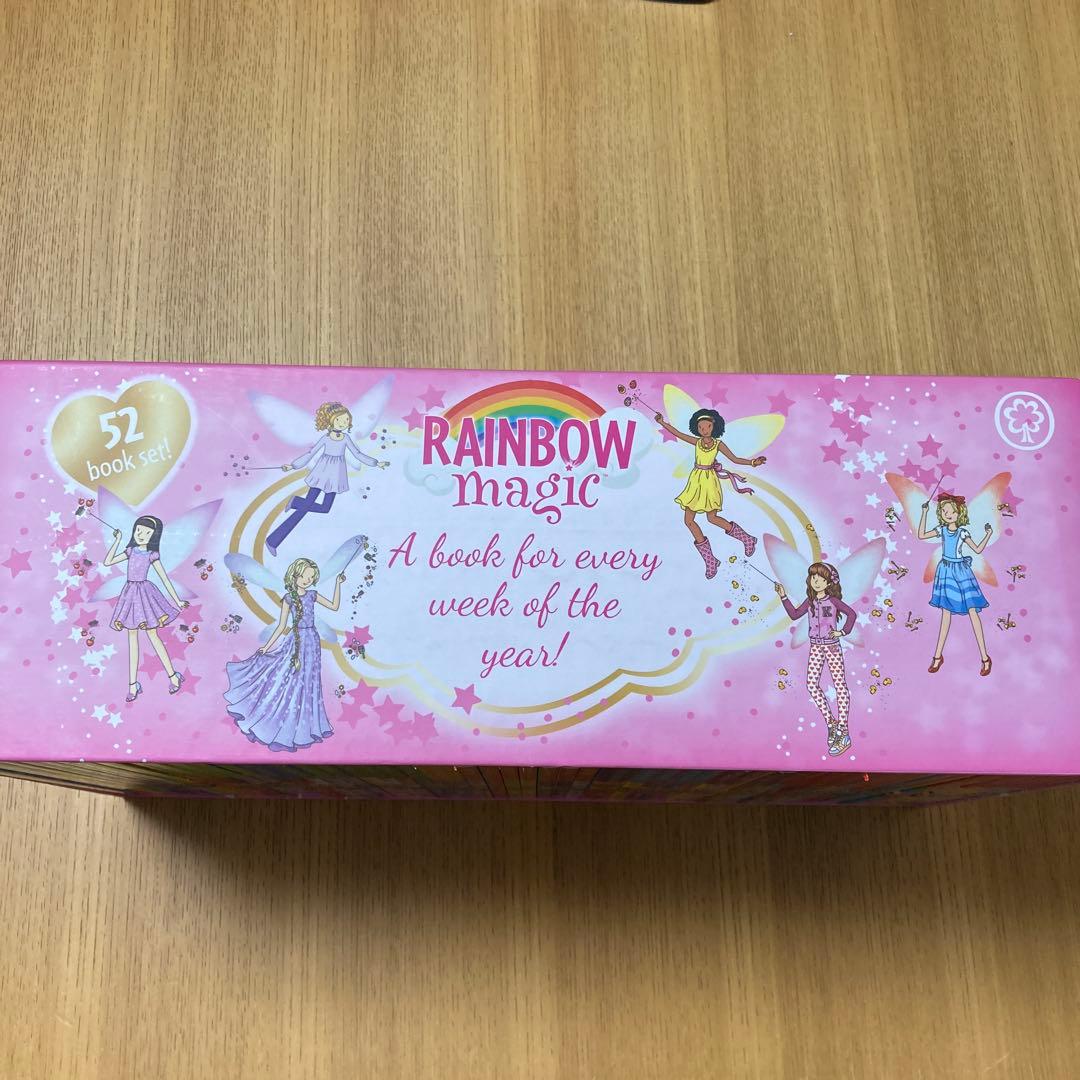 52
book set!
RAINBOW
magic
A book for every
week of the
year!
K